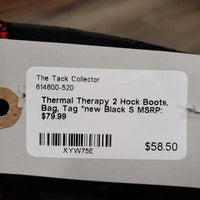 The Tack Collector
614600-520
Thermal Therapy 2 Hock Boots,
Bag, Tag *new Black S MSRP:
$79.99
XYW75E
$58.50